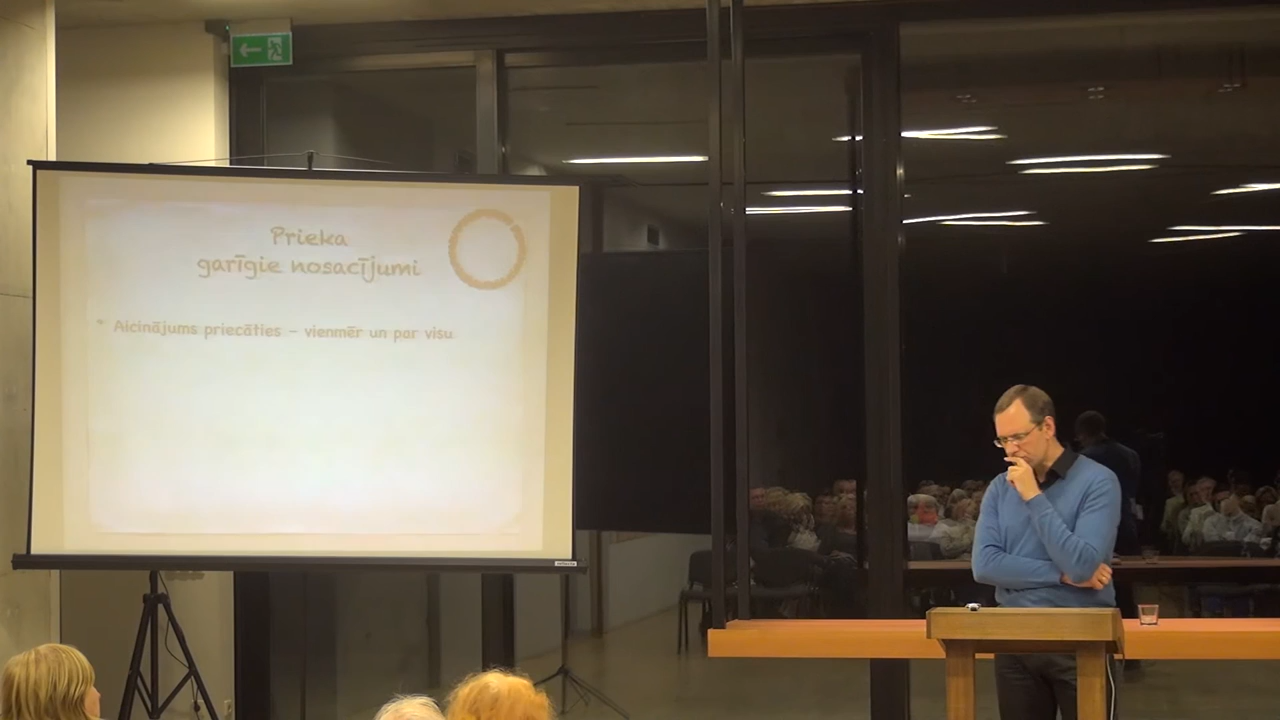 Prieka
garīgie nosacījumi
* Aicinājums priecāties – vienmēr un par visu